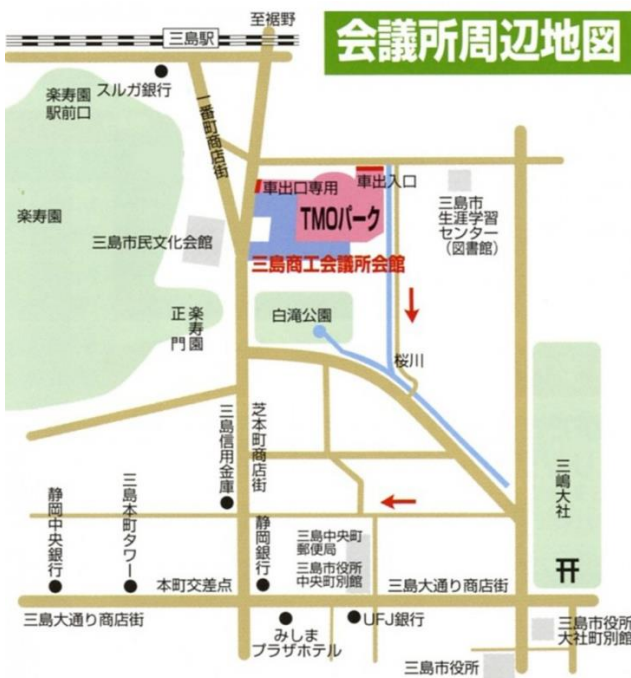 会議所周辺地図
至裾野
三島駅
スルガ銀行
楽寿園
駅前口
一番町商店街
車出口専用
車出入口
TMOパーク
三島市
生涯学習
センター
（図書館）
楽寿園
三島市民文化会館
三島商工会議所会館
楽寿園
正門
白滝公園
桜川
三島信用金庫
芝本町商店街
三嶋大社
静岡中央銀行
三島本町タワー
静岡銀行
三島中央町
郵便局
三島市役所
中央町別館
本町交差点
三島大通り商店街
三島大通り商店街
みしま
プラザホテル
UFJ銀行
三島市役所
大社町別館
三島市役所